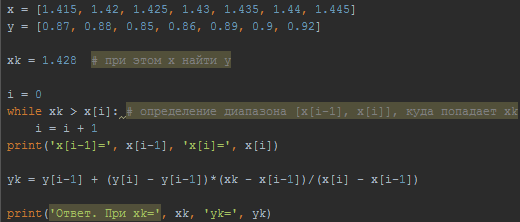 x = [1.415, 1.42, 1.425, 1.43, 1.435, 1.44, 1.445]
y = [0.87, 0.88, 0.85, 0.86, 0.89, 0.9, 0.92]
xk = 1.428  # при этом x найти y
i = 0
while xk > x[i]: # определение диапазона [x[i-1], x[i]], куда попадает xk
    i = i + 1
print('x[i-1]=', x[i-1], 'x[i]=', x[i])
yk = y[i-1] + (y[i] - y[i-1])*(xk - x[i-1])/(x[i] - x[i-1])
print('Ответ. При xk=', xk, 'yk=', yk)